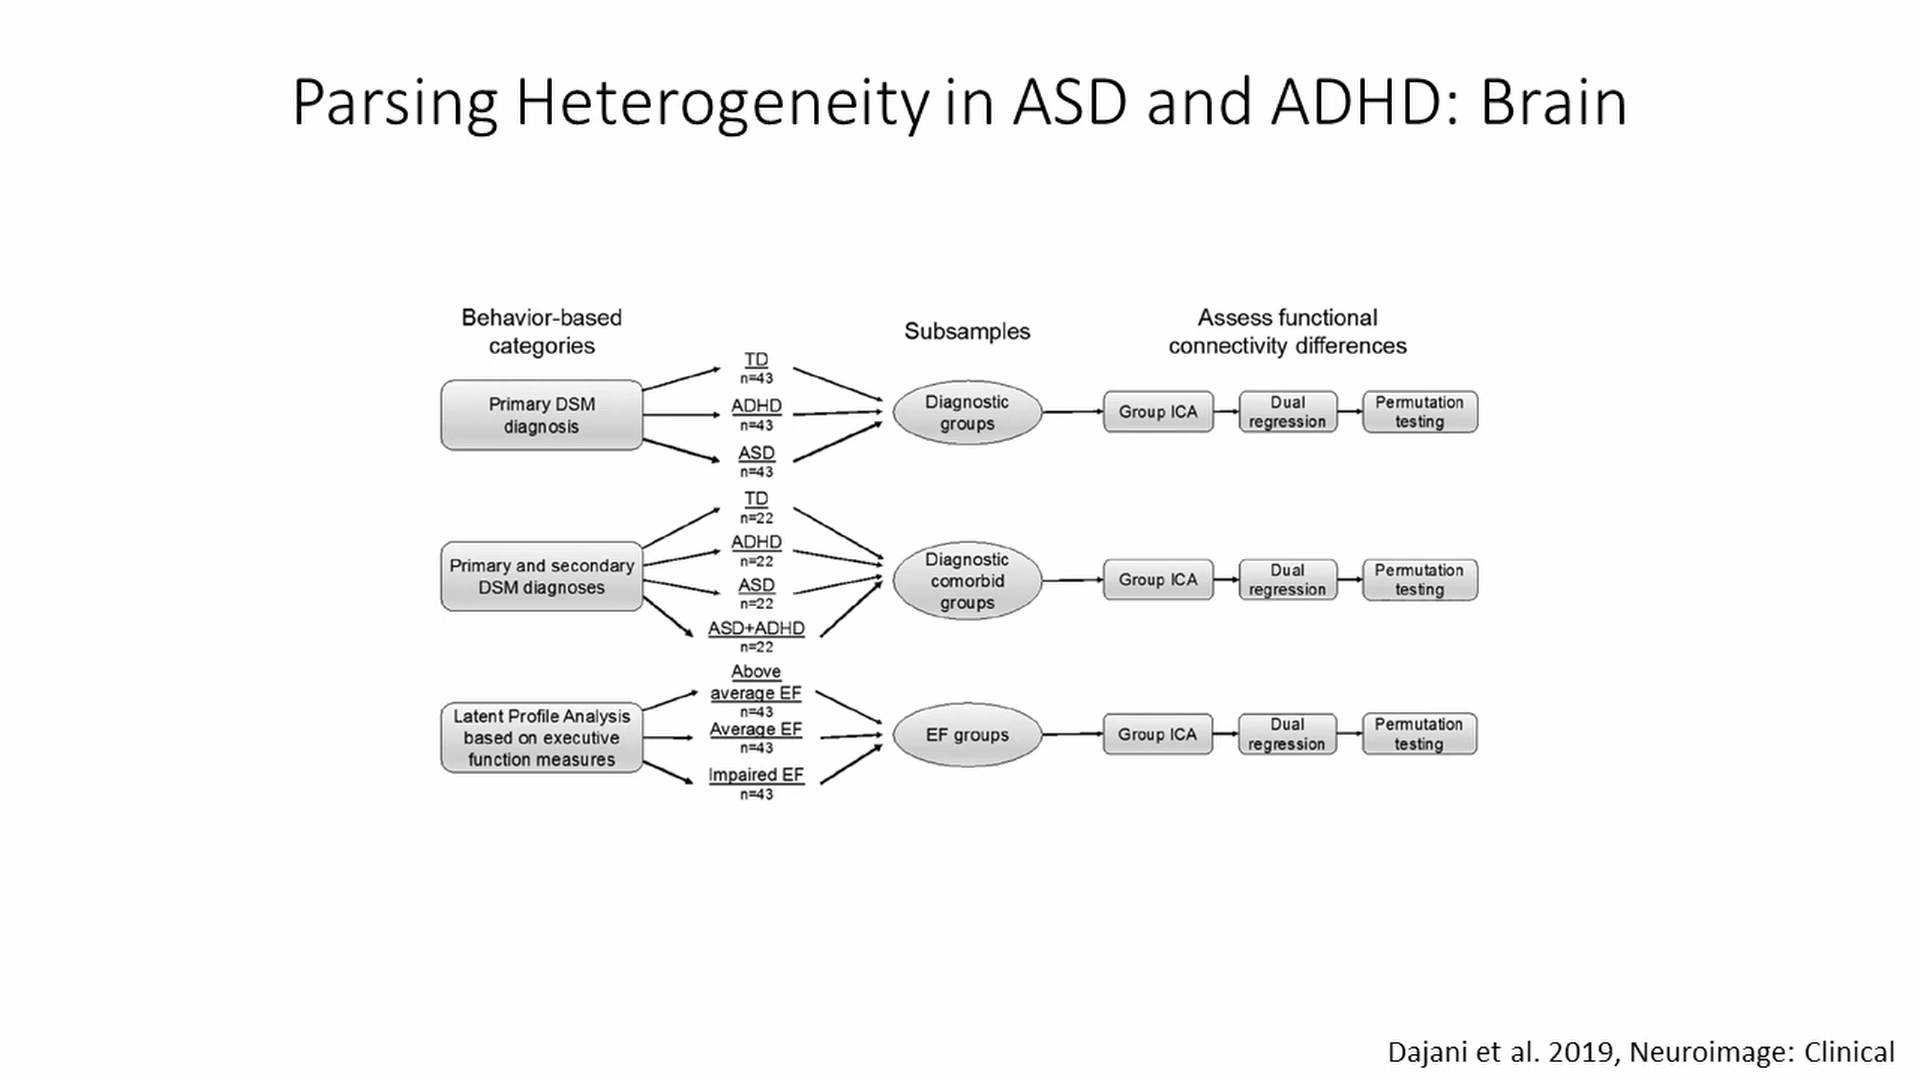 Parsing Heterogeneity in ASD and ADHD: Brain
Behavior-based
categories
Subsamples
Assess functional
connectivity differences
Primary DSM
diagnosis
TD
n=43
ADHD
n=43
ASD
n=43
Diagnostic
groups
Group ICA
Dual
regression
Permutation
testing
Primary and secondary
DSM diagnoses
TD
n=22
ADHD
n=22
ASD
n=22
ASD+ADHD
n=22
Diagnostic
comorbid
groups
Group ICA
Dual
regression
Permutation
testing
Latent Profile Analysis
based on executive
function measures
Above
average EF
n=43
Average EF
n=43
Impaired EF
n=43
EF groups
Group ICA
Dual
regression
Permutation
testing
Dajani et al. 2019, Neuroimage: Clinical